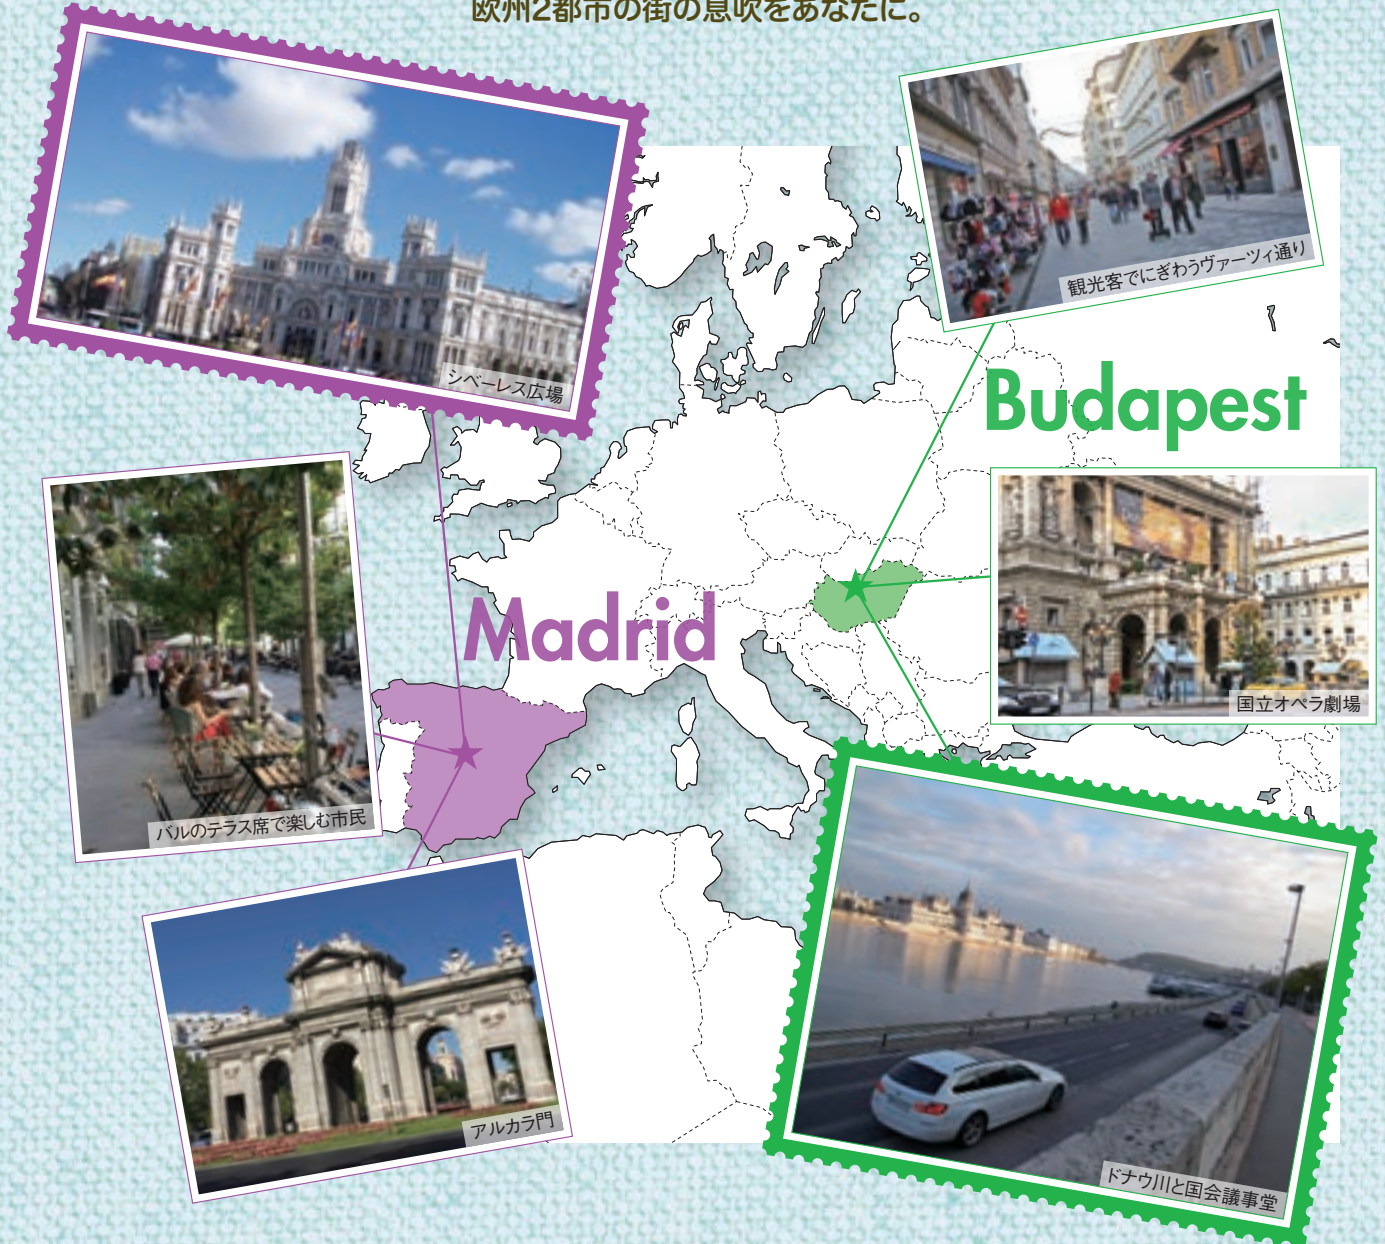 欧州2都市の街の息吹をあなたに。
シベーレス広場
観光客でにぎわうヴァーツィ通り
Budapest
国立オペラ劇場
Madrid
バルのテラス席で楽しむ市民
アルカラ門
ドナウ川と国会議事堂